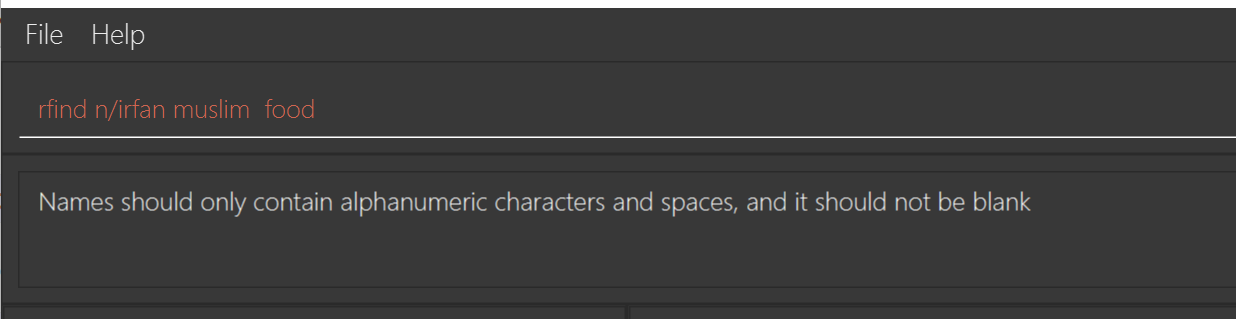 File Help
rfind n/irfan muslim  food
Names should only contain alphanumeric characters and spaces, and it should not be blank